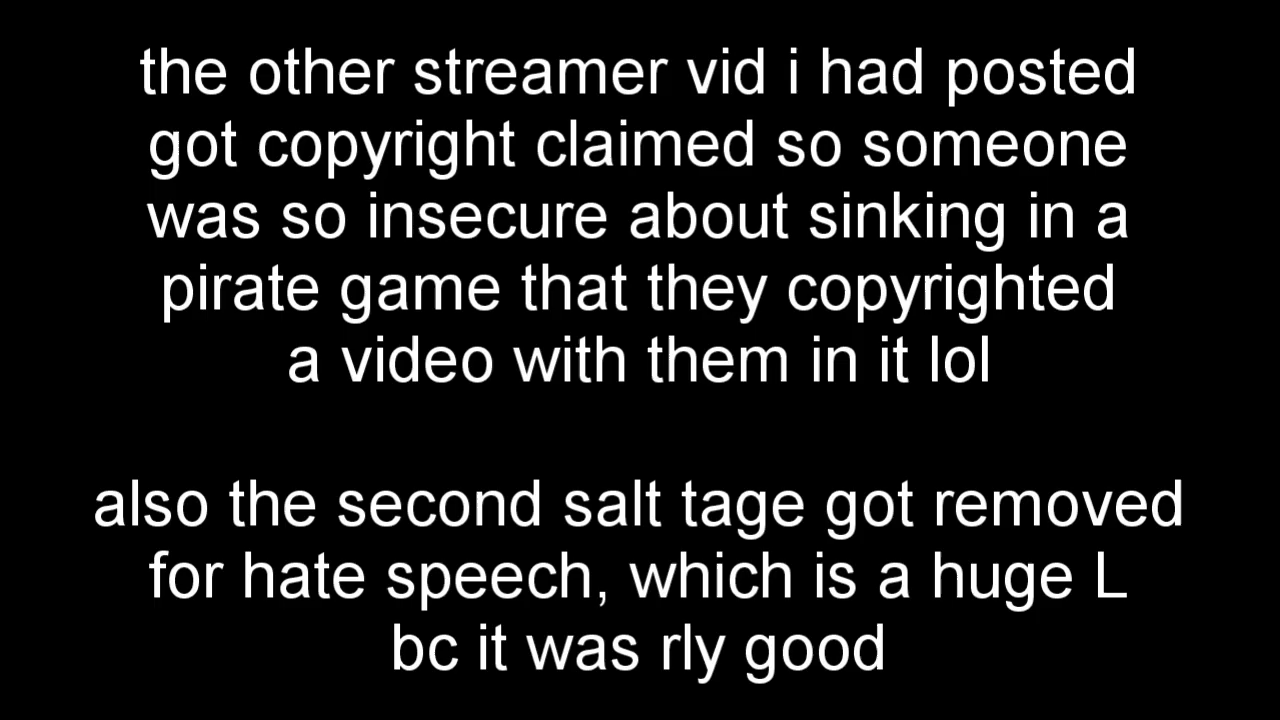 the other streamer vid i had posted
got copyright claimed so someone
was so insecure about sinking in a
pirate game that they copyrighted
a video with them in it lol
also the second salt tage got removed
for hate speech, which is a huge L
bc it was rly good